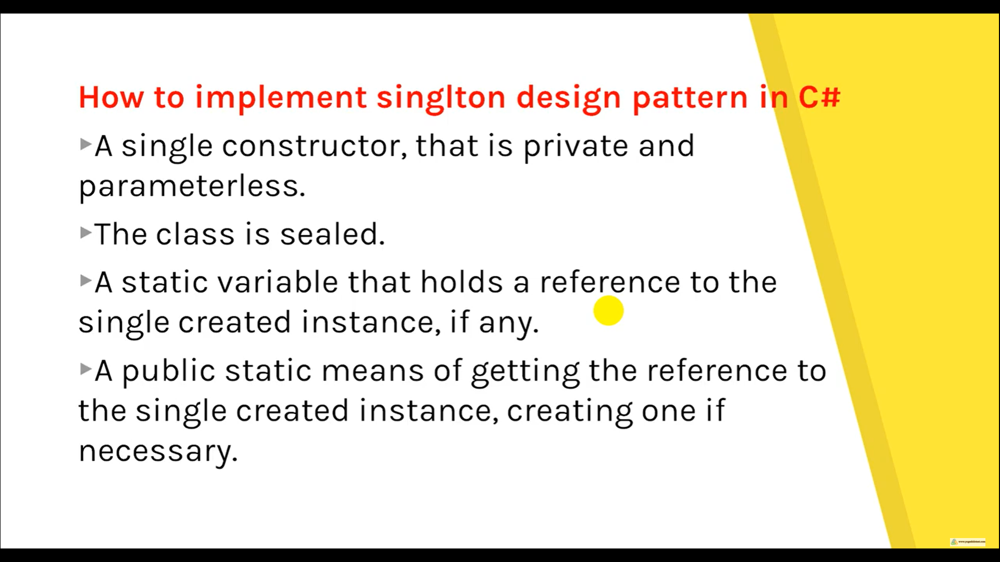 How to implement singlton design pattern in C#
▸A single constructor, that is private and
parameterless.
▸The class is sealed.
▸A static variable that holds a reference to the
single created instance, if any.
▸A public static means of getting the reference to
the single created instance, creating one if
necessary.